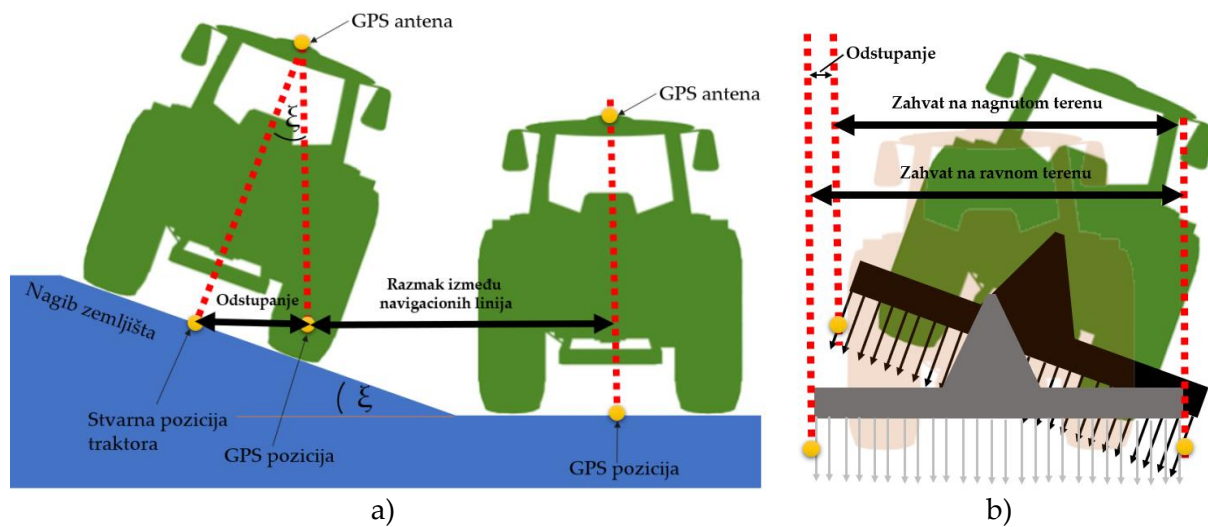 GPS antena
ξ
GPS antena
Nagib zemljišta
Odstupanje
Razmak između
navigacionih linija
ξ
Stvarna pozicija
traktora
GPS pozicija
GPS pozicija
a)
Odstupanje
Zahvat na nagnutom terenu
Zahvat na ravnom terenu
b)